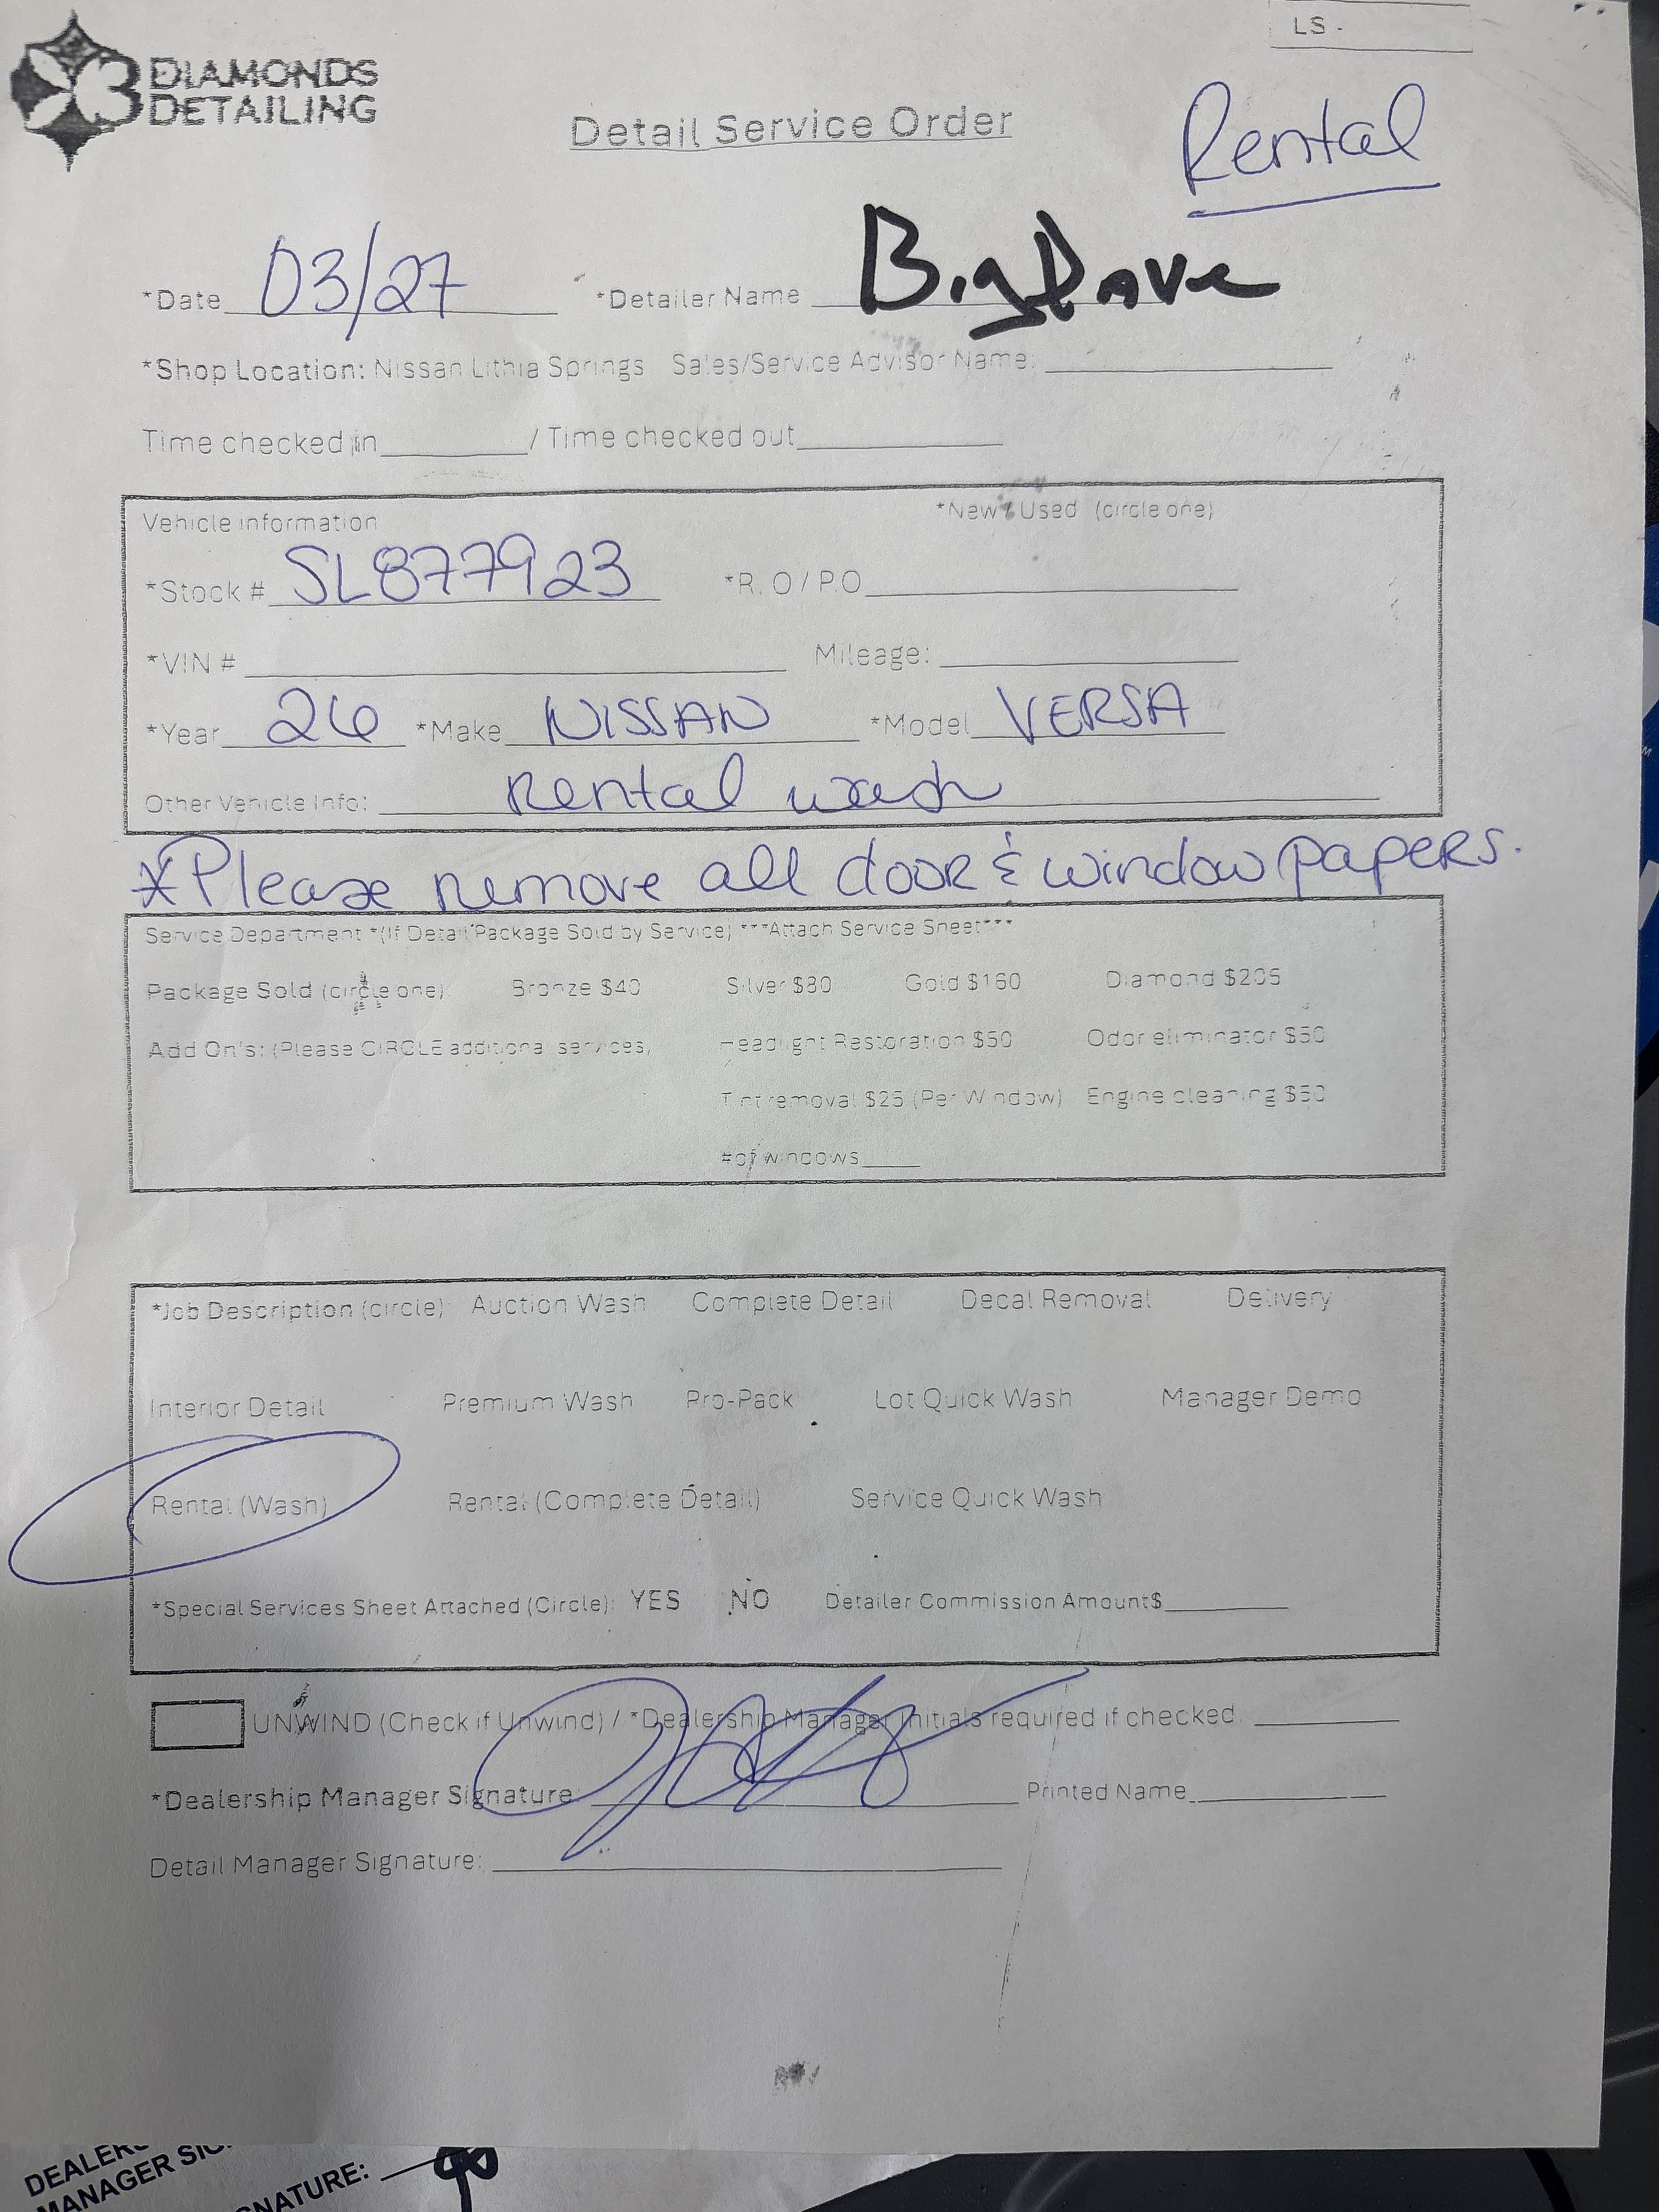 LS -
3 DIAMONDS
DETAILING
Detail Service Order
Rental
*Date 03/27 *Detailer Name Big Dave
*Shop Location: Nissan Lithia Springs Sales/Service Advisor Name:
Time checked in / Time checked out
Vehicle information *New / Used (circle one)
*Stock # SL877923 *R.O / P.O
*VIN # Mileage:
*Year 26 *Make NISSAN *Model VERSA
Other Vehicle Info: Rental wash
*Please remove all door & window papers.
Service Department *(If Detail Package Sold by Service) ***Attach Service Sheet***
Package Sold (circle one): Bronze $40 Silver $80 Gold $160 Diamond $205
Add On's: (Please CIRCLE additional services) Headlight Restoration $50 Odor eliminator $50
Tint removal $25 (Per Window) Engine cleaning $50
# of windows
*Job Description (circle): Auction Wash Complete Detail Decal Removal Delivery
Interior Detail Premium Wash Pro-Pack Lot Quick Wash Manager Demo
Rental (Wash) Rental (Complete Detail) Service Quick Wash
*Special Services Sheet Attached (Circle): YES NO Detailer Commission Amount$
UNWIND (Check if Unwind) / *Dealership Manager Initials required if checked.
*Dealership Manager Signature: Printed Name
Detail Manager Signature:
MANAGER
NATURE: